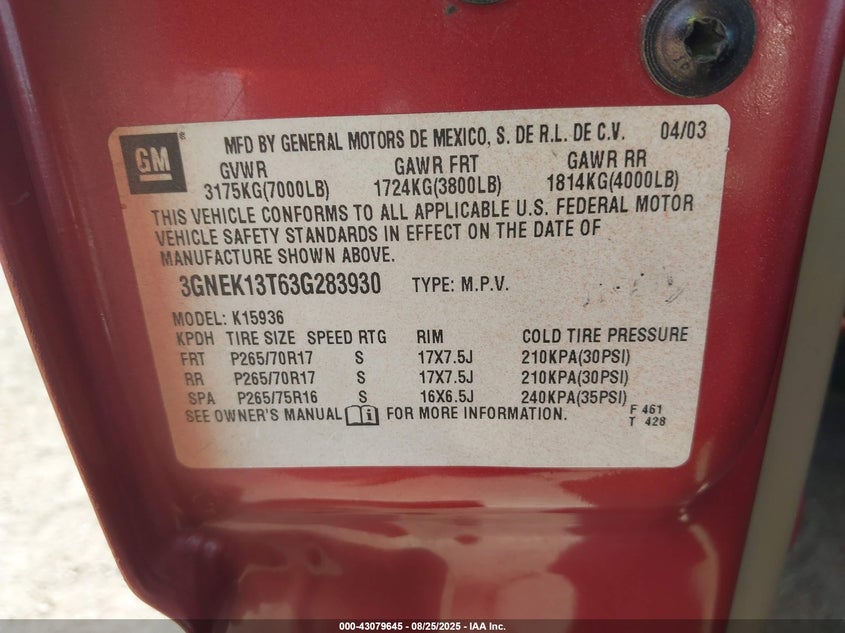 GM ® MFD BY GENERAL MOTORS DE MEXICO, S. DE R.L. DE C.V. 04/03
GVWR GAWR FRT GAWR RR
3175KG(7000LB) 1724KG(3800LB) 1814KG(4000LB)
THIS VEHICLE CONFORMS TO ALL APPLICABLE U.S. FEDERAL MOTOR
VEHICLE SAFETY STANDARDS IN EFFECT ON THE DATE OF
MANUFACTURE SHOWN ABOVE.
3GNEK13T63G283930 TYPE: M.P.V.
MODEL: K15936
KPDH TIRE SIZE SPEED RTG RIM COLD TIRE PRESSURE
FRT P265/70R17 S 17X7.5J 210KPA(30PSI)
RR P265/70R17 S 17X7.5J 210KPA(30PSI)
SPA P265/75R16 S 16X6.5J 240KPA(35PSI)
SEE OWNER'S MANUAL i FOR MORE INFORMATION.
F 461
T 428
000-43079645 - 08/25/2025 - IAA Inc.